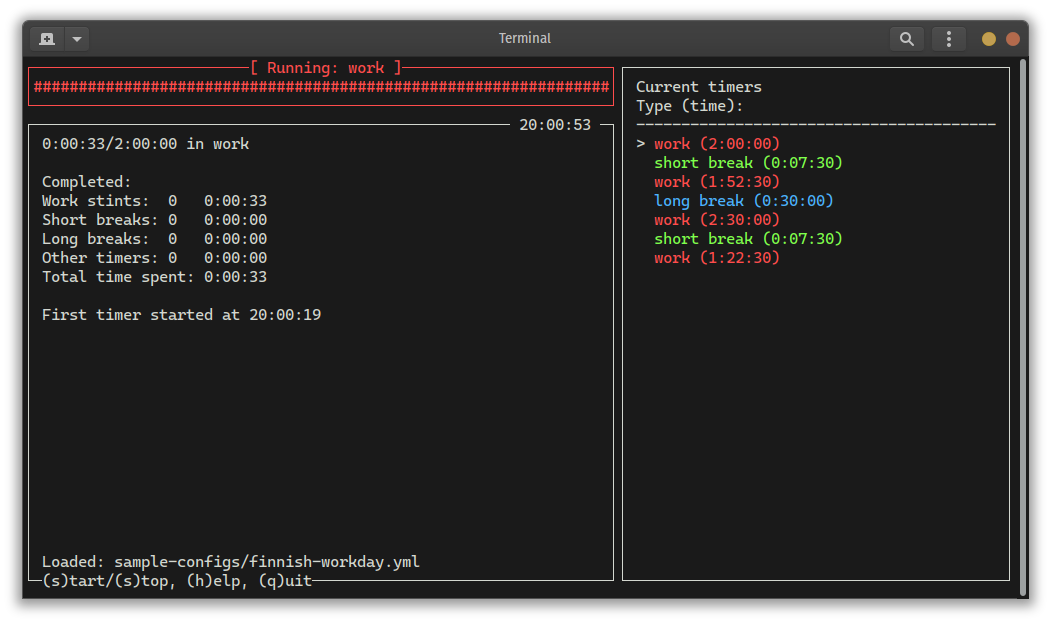 Terminal
[ Running: work ]
################################################################
20:00:53
0:00:33/2:00:00 in work
Completed:
Work stints:  0   0:00:33
Short breaks: 0   0:00:00
Long breaks:  0   0:00:00
Other timers: 0   0:00:00
Total time spent: 0:00:33
First timer started at 20:00:19
Loaded: sample-configs/finnish-workday.yml
(s)tart/(s)top, (h)elp, (q)uit
Current timers
Type (time):
----------------------------------------
> work (2:00:00)
short break (0:07:30)
work (1:52:30)
long break (0:30:00)
work (2:30:00)
short break (0:07:30)
work (1:22:30)